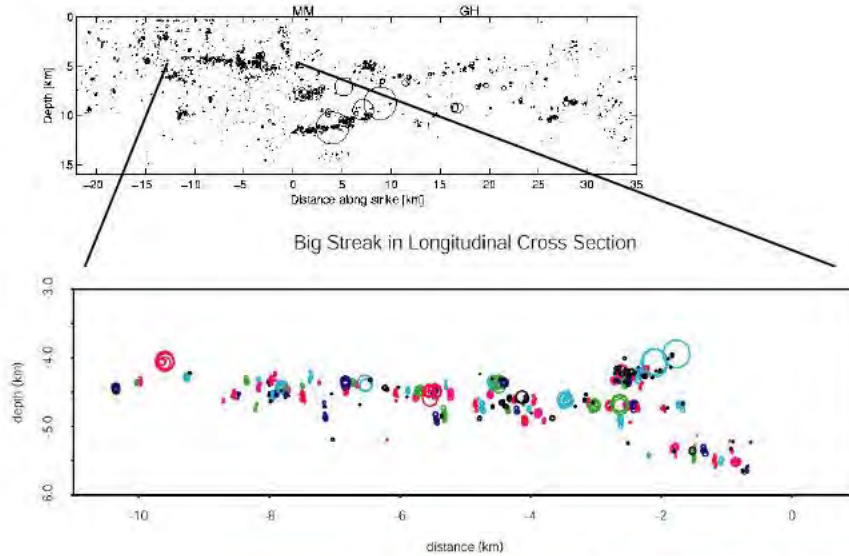 MM GH
0
5
10
15
Depth [km]
-20 -15 -10 -5 0 5 10 15 20 25 30 35
Distance along strike [km]
Big Streak in Longitudinal Cross Section
3.0
4.0
5.0
6.0
depth (km)
-10 -8 -6 -4 -2 0
distance (km)